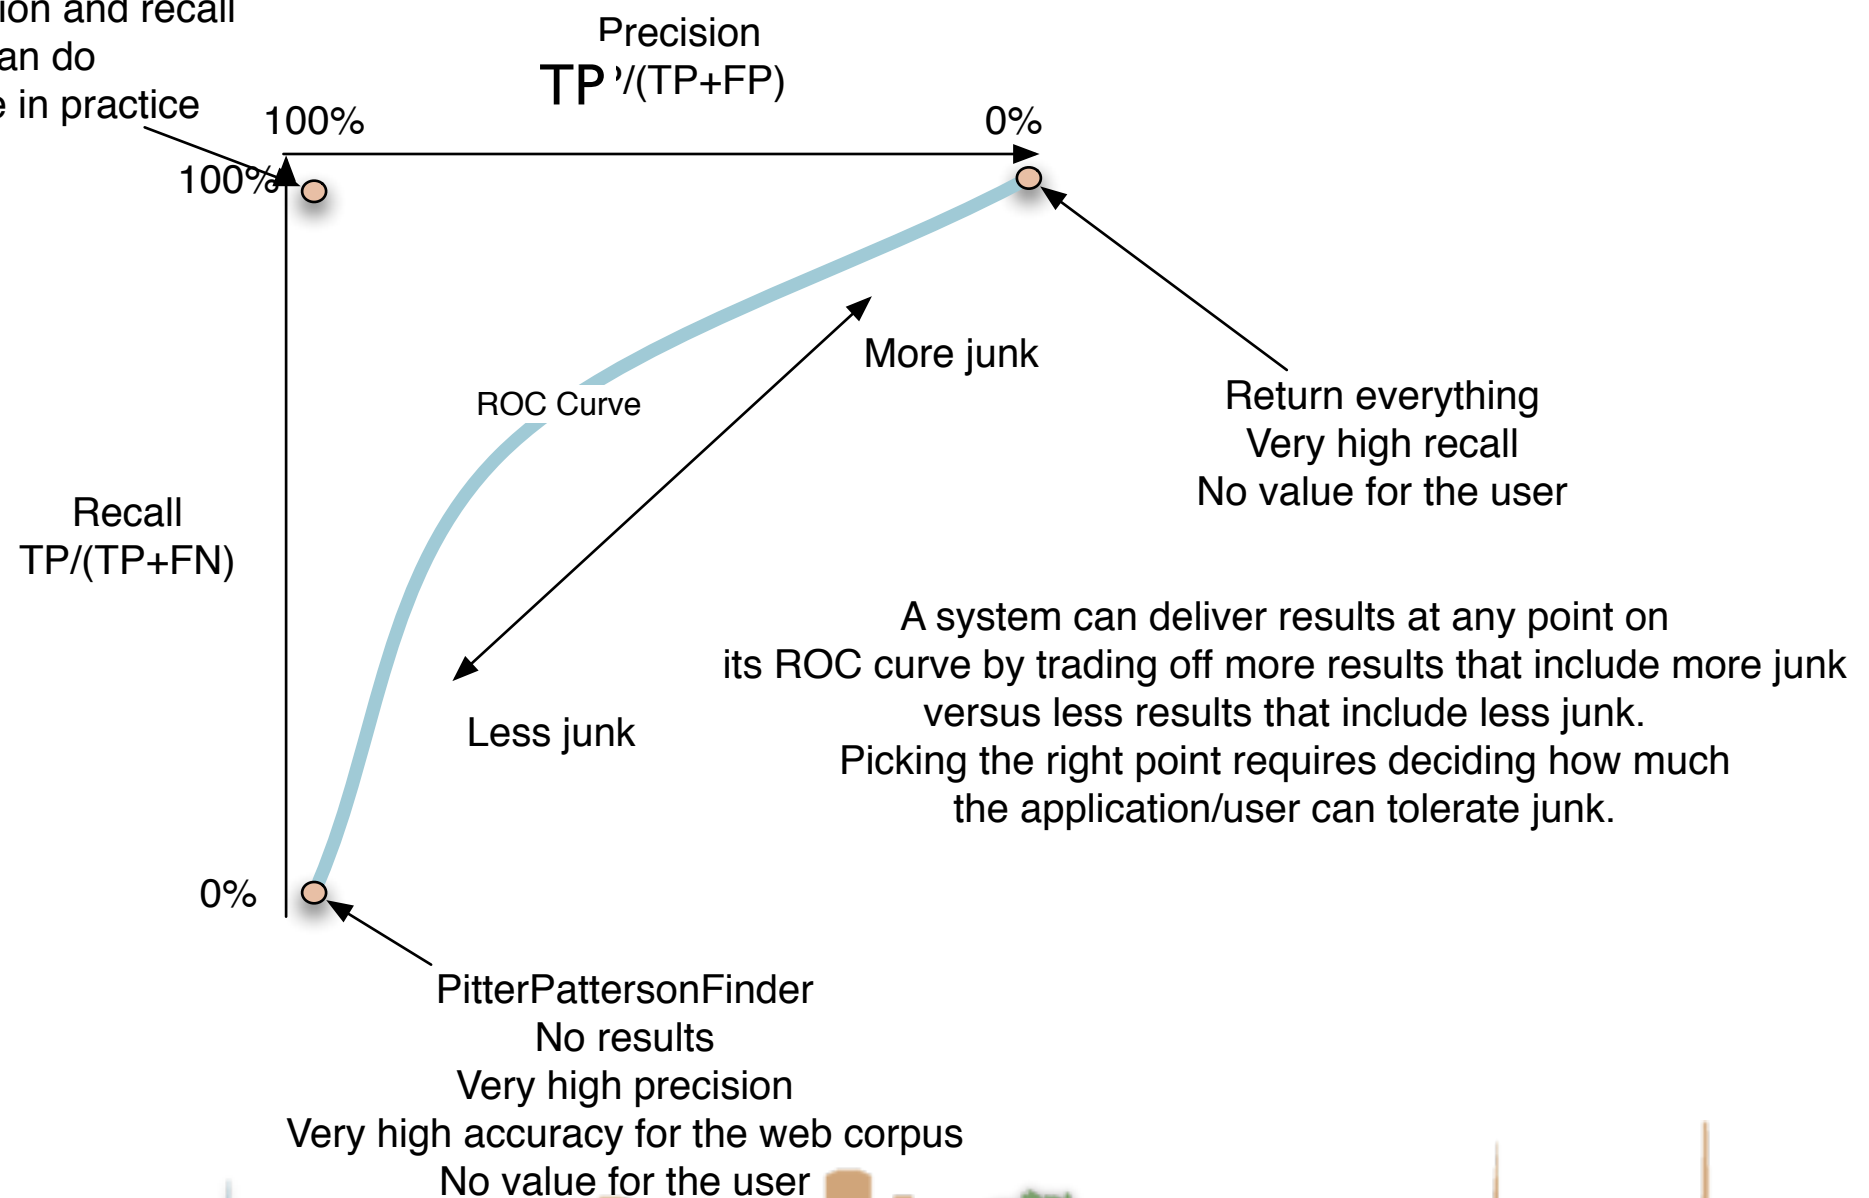 ion and recall
an do
e in practice
Precision
TP /(TP+FP)
100%
0%
100%
More junk
ROC Curve
Return everything
Very high recall
No value for the user
Recall
TP/(TP+FN)
A system can deliver results at any point on
its ROC curve by trading off more results that include more junk
versus less results that include less junk.
Picking the right point requires deciding how much
the application/user can tolerate junk.
Less junk
0%
PitterPattersonFinder
No results
Very high precision
Very high accuracy for the web corpus
No value for the user